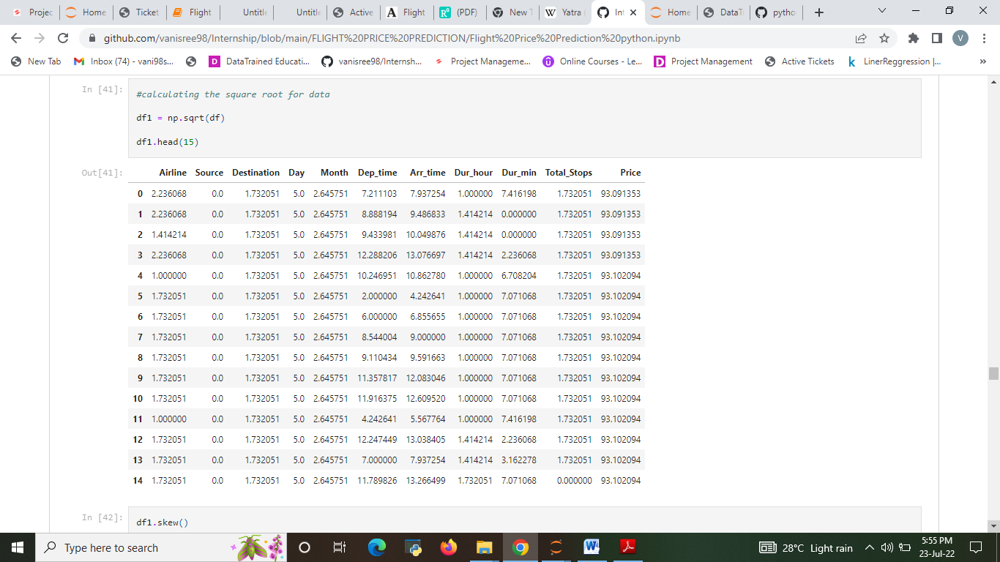 Projec Home Ticket Flight Untitle Untitle Active Flight (PDF) New T Yatra Int Home DataT pytho
github.com/vanisree98/Internship/blob/main/FLIGHT%20PRICE%20PREDICTION/Flight%20Price%20Prediction%20python.ipynb V
New Tab Inbox (74) - vani98s... D DataTrained Educati... vanisree98/Internsh... Project Manageme... Online Courses - Le... D Project Management Active Tickets k LinerReggression |... »
In [41]: #calculating the square root for data
df1 = np.sqrt(df)
df1.head(15)
Out[41]: Airline Source Destination Day Month Dep_time Arr_time Dur_hour Dur_min Total_Stops Price
0 2.236068 0.0 1.732051 5.0 2.645751 7.211103 7.937254 1.000000 7.416198 1.732051 93.091353
1 2.236068 0.0 1.732051 5.0 2.645751 8.888194 9.486833 1.414214 0.000000 1.732051 93.091353
2 1.414214 0.0 1.732051 5.0 2.645751 9.433981 10.049876 1.414214 0.000000 1.732051 93.091353
3 2.236068 0.0 1.732051 5.0 2.645751 12.288206 13.076697 1.414214 2.236068 1.732051 93.091353
4 1.000000 0.0 1.732051 5.0 2.645751 10.246951 10.862780 1.000000 6.708204 1.732051 93.102094
5 1.732051 0.0 1.732051 5.0 2.645751 2.000000 4.242641 1.000000 7.071068 1.732051 93.102094
6 1.732051 0.0 1.732051 5.0 2.645751 6.000000 6.855655 1.000000 7.071068 1.732051 93.102094
7 1.732051 0.0 1.732051 5.0 2.645751 8.544004 9.000000 1.000000 7.071068 1.732051 93.102094
8 1.732051 0.0 1.732051 5.0 2.645751 9.110434 9.591663 1.000000 7.071068 1.732051 93.102094
9 1.732051 0.0 1.732051 5.0 2.645751 11.357817 12.083046 1.000000 7.071068 1.732051 93.102094
10 1.732051 0.0 1.732051 5.0 2.645751 11.916375 12.609520 1.000000 7.071068 1.732051 93.102094
11 1.000000 0.0 1.732051 5.0 2.645751 4.242641 5.567764 1.000000 7.416198 1.732051 93.102094
12 1.732051 0.0 1.732051 5.0 2.645751 12.247449 13.038405 1.414214 2.236068 1.732051 93.102094
13 1.732051 0.0 1.732051 5.0 2.645751 7.000000 7.937254 1.414214 3.162278 1.732051 93.102094
14 1.732051 0.0 1.732051 5.0 2.645751 11.789826 13.266499 1.732051 7.071068 0.000000 93.102094
In [42]: df1.skew()
Type here to search 28°C Light rain 5:55 PM
23-Jul-22